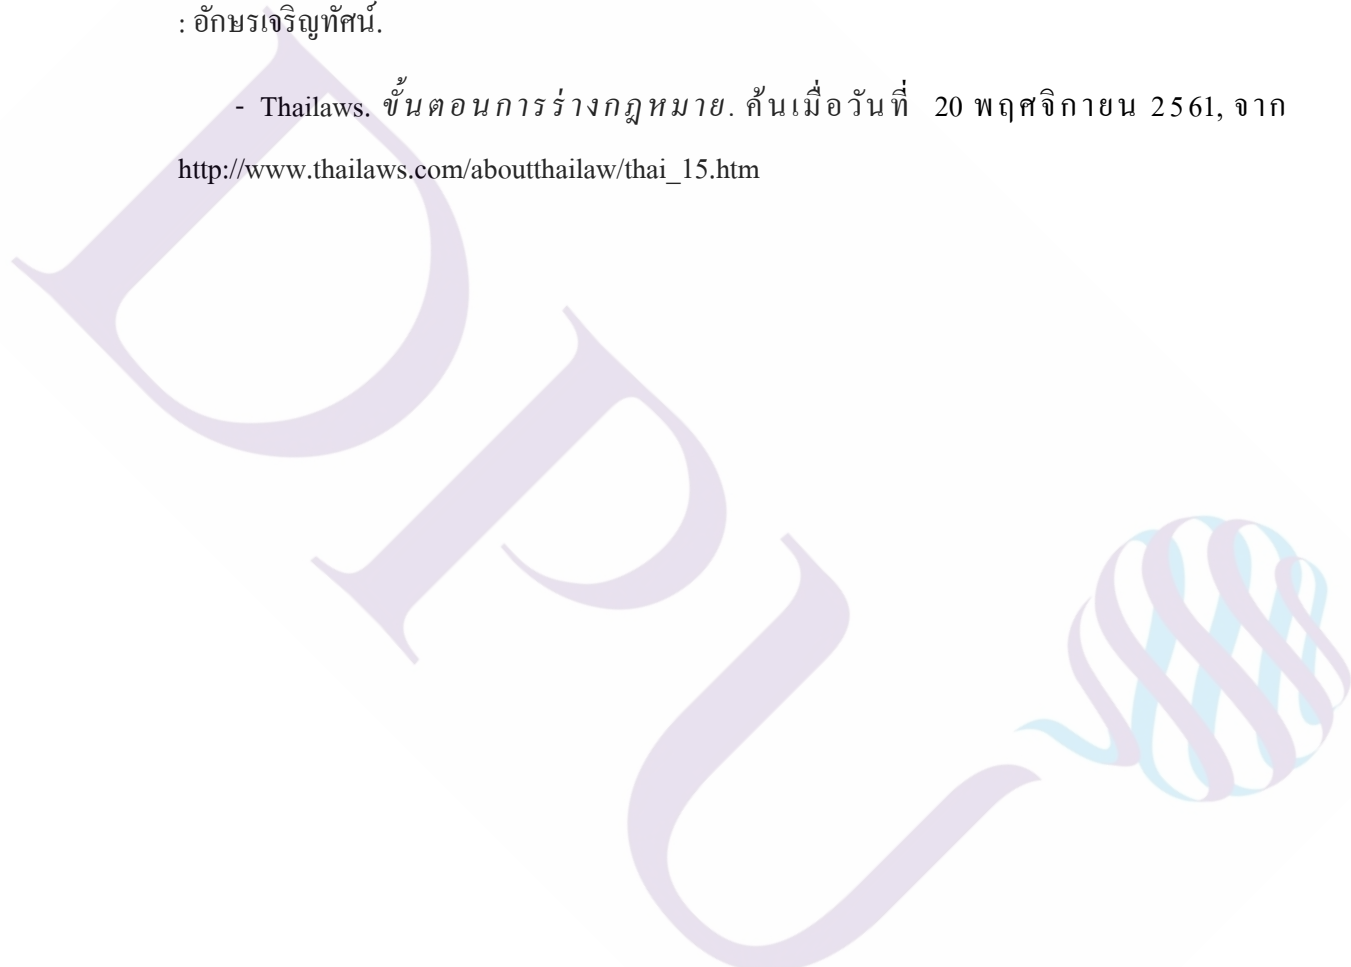 : อักษรเจริญทัศน์.
- Thailaws. ขั้นตอนการร่างกฎหมาย. ค้นเมื่อวันที่ 20 พฤศจิกายน 2561, จาก
http://www.thailaws.com/aboutthailaw/thai_15.htm
DPU